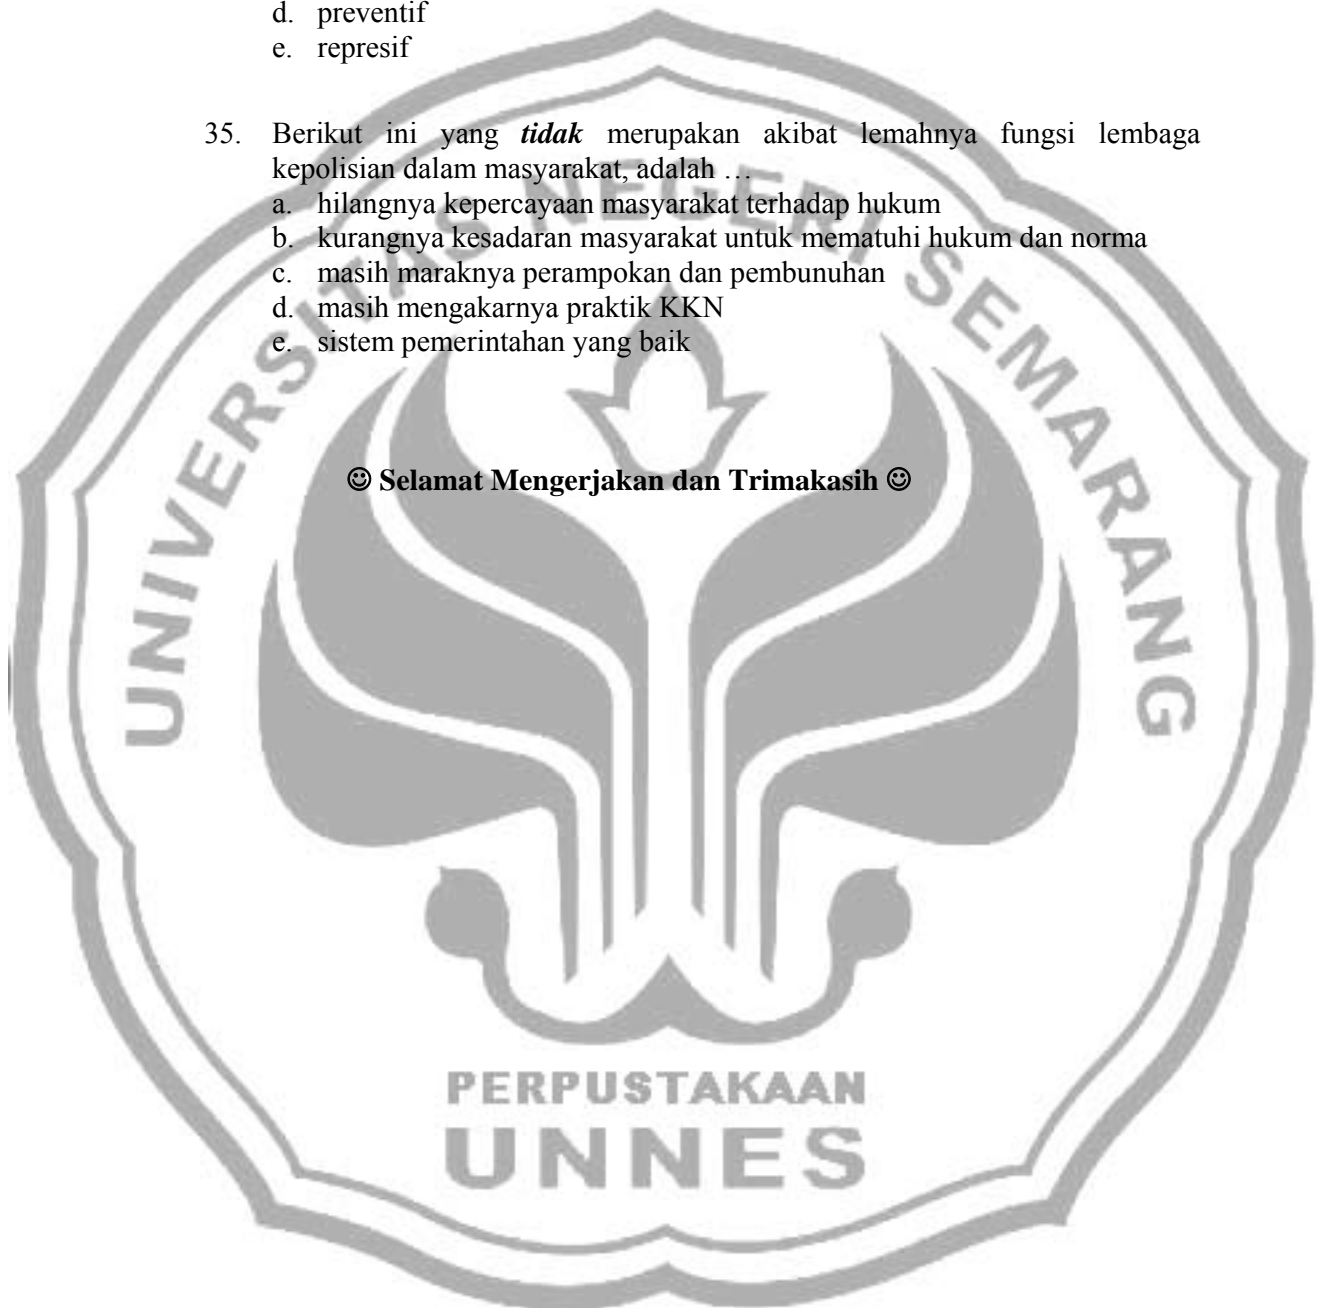 d. preventif
e. represif
35. Berikut ini yang tidak merupakan akibat lemahnya fungsi lembaga
kepolisian dalam masyarakat, adalah …
a. hilangnya kepercayaan masyarakat terhadap hukum
b. kurangnya kesadaran masyarakat untuk mematuhi hukum dan norma
c. masih maraknya perampokan dan pembunuhan
d. masih mengakarnya praktik KKN
e. sistem pemerintahan yang baik
☺ Selamat Mengerjakan dan Trimakasih ☺
UNIVERSITAS NEGERI SEMARANG
PERPUSTAKAAN
UNNES